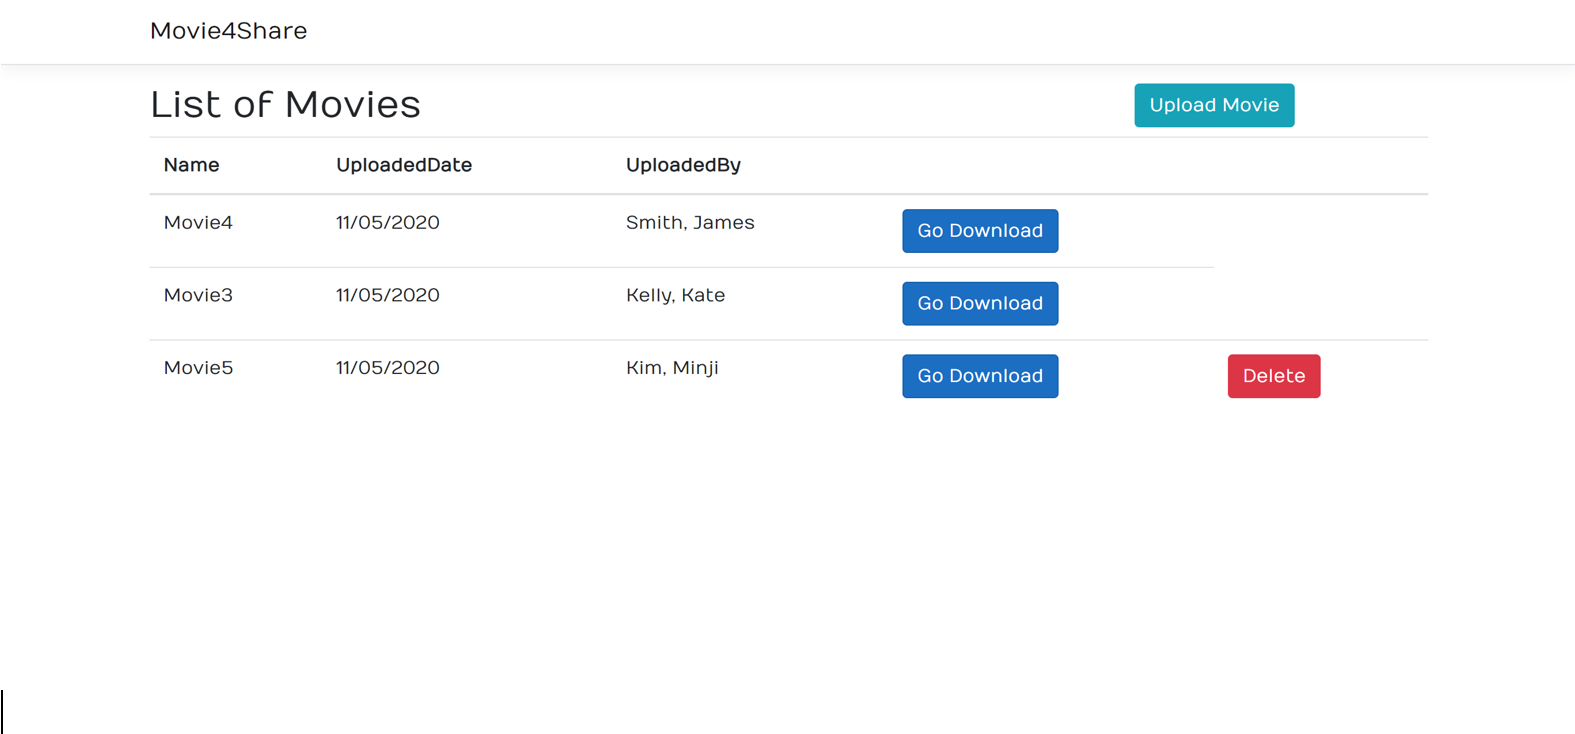 Movie4Share
List of Movies Upload Movie
Name UploadedDate UploadedBy
Movie4 11/05/2020 Smith, James Go Download
Movie3 11/05/2020 Kelly, Kate Go Download
Movie5 11/05/2020 Kim, Minji Go Download Delete